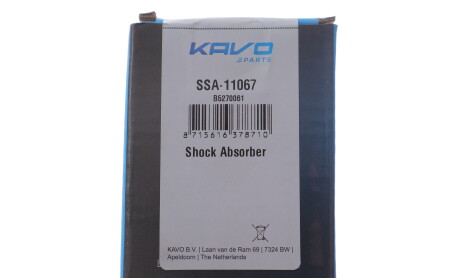 KAVO
PARTS
SSA-11067
B5270061
8 715616 378710
Shock Absorber
KAVO B.V. | Laan van de Ram 69 | 7324 BW |
Apeldoorn | The Netherlands